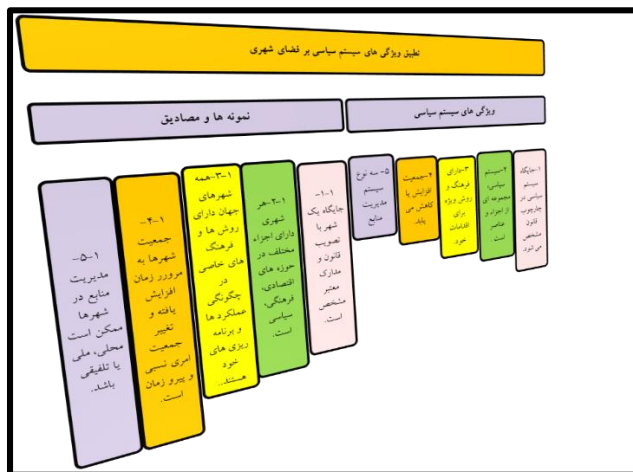 تطبیق ویژگی های سیستم سیاسی بر فضای شهری
ویژگی های سیستم سیاسی
۱-جایگاه
سیستم
سیاسی در
چارچوب
قانون
مشخص
می شود.
۲-سیستم
سیاسی،
مجموعه ای
از اجزاء و
عناصر
است.
۳-دارای
فرهنگ و
روش ویژه
برای
اقدامات
خود.
۴-جمعیت
افزایش یا
کاهش می
یابد.
۵- سه نوع
سیستم
مدیریت
منابع
نمونه ها و مصادیق
۱-۱-
جایگاه یک
شهر با
تصویب
قانون و
مدارک
معتبر
مشخص
است.
۲-۱-هر
شهری
دارای اجزاء
مختلف در
حوزه های
اقتصادی،
فرهنگی،
سیاسی
است.
۳-۱-همه
شهرهای
جهان دارای
روش ها و
فرهنگ
های خاصی
در
چگونگی
عملکرد ها
و برنامه
ریزی های
خود
هستند..
۴-۱-
جمعیت
شهرها به
مرورر زمان
افزایش
یافته و
تغییر
جمعیت
امری نسبی
و پیرو زمان
است.
۵-۱-
مدیریت
منابع در
شهرها
ممکن است
محلی، ملی
یا تلفیقی
باشد.